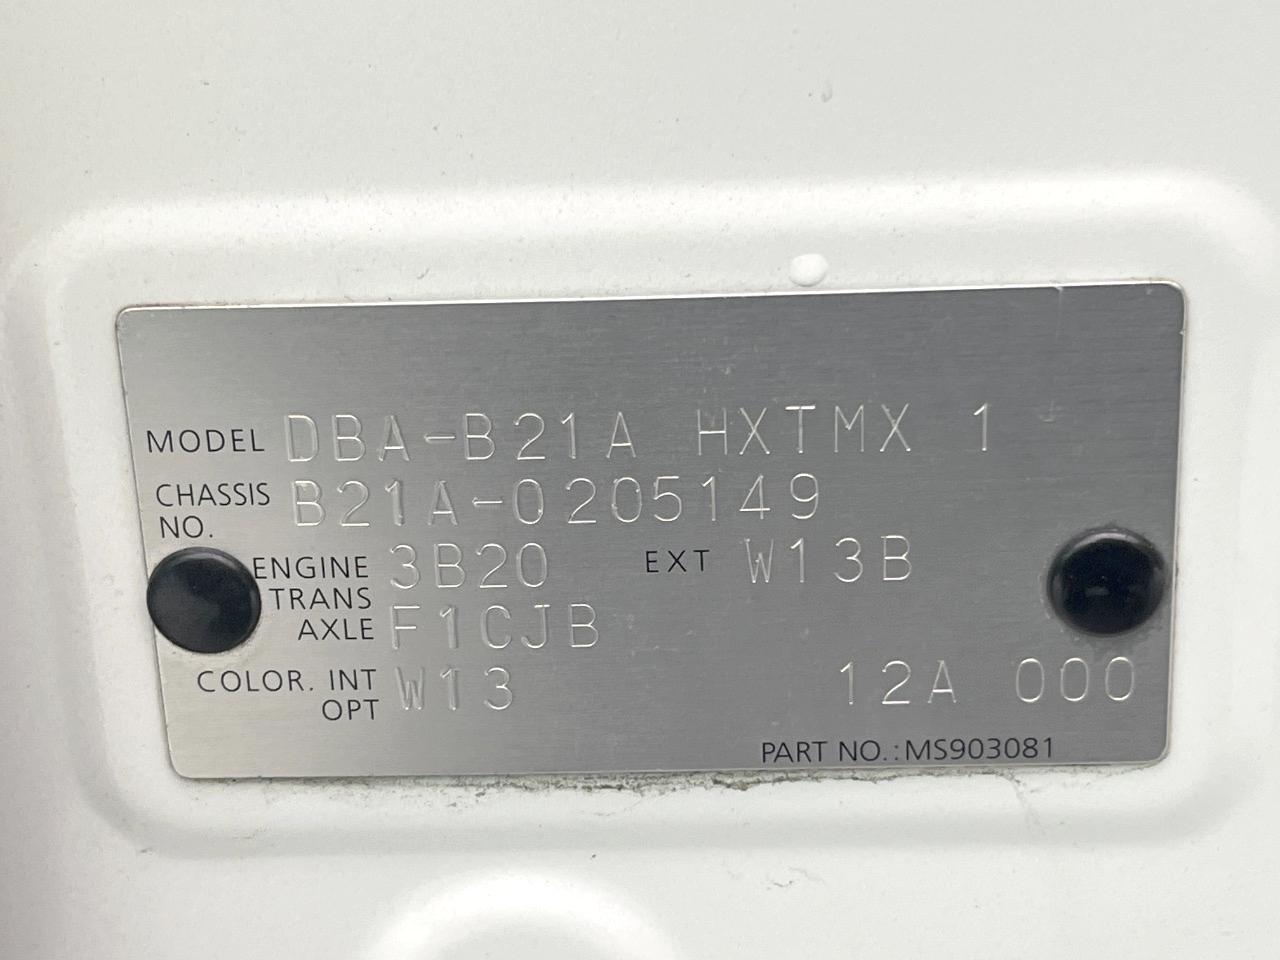 MODEL DBA-B21A HXTMX 1
CHASSIS NO. B21A-0205149
ENGINE 3B20 EXT W13B
TRANS AXLE F1CJB
COLOR. INT OPT W13 12A 000
PART NO.:MS903081